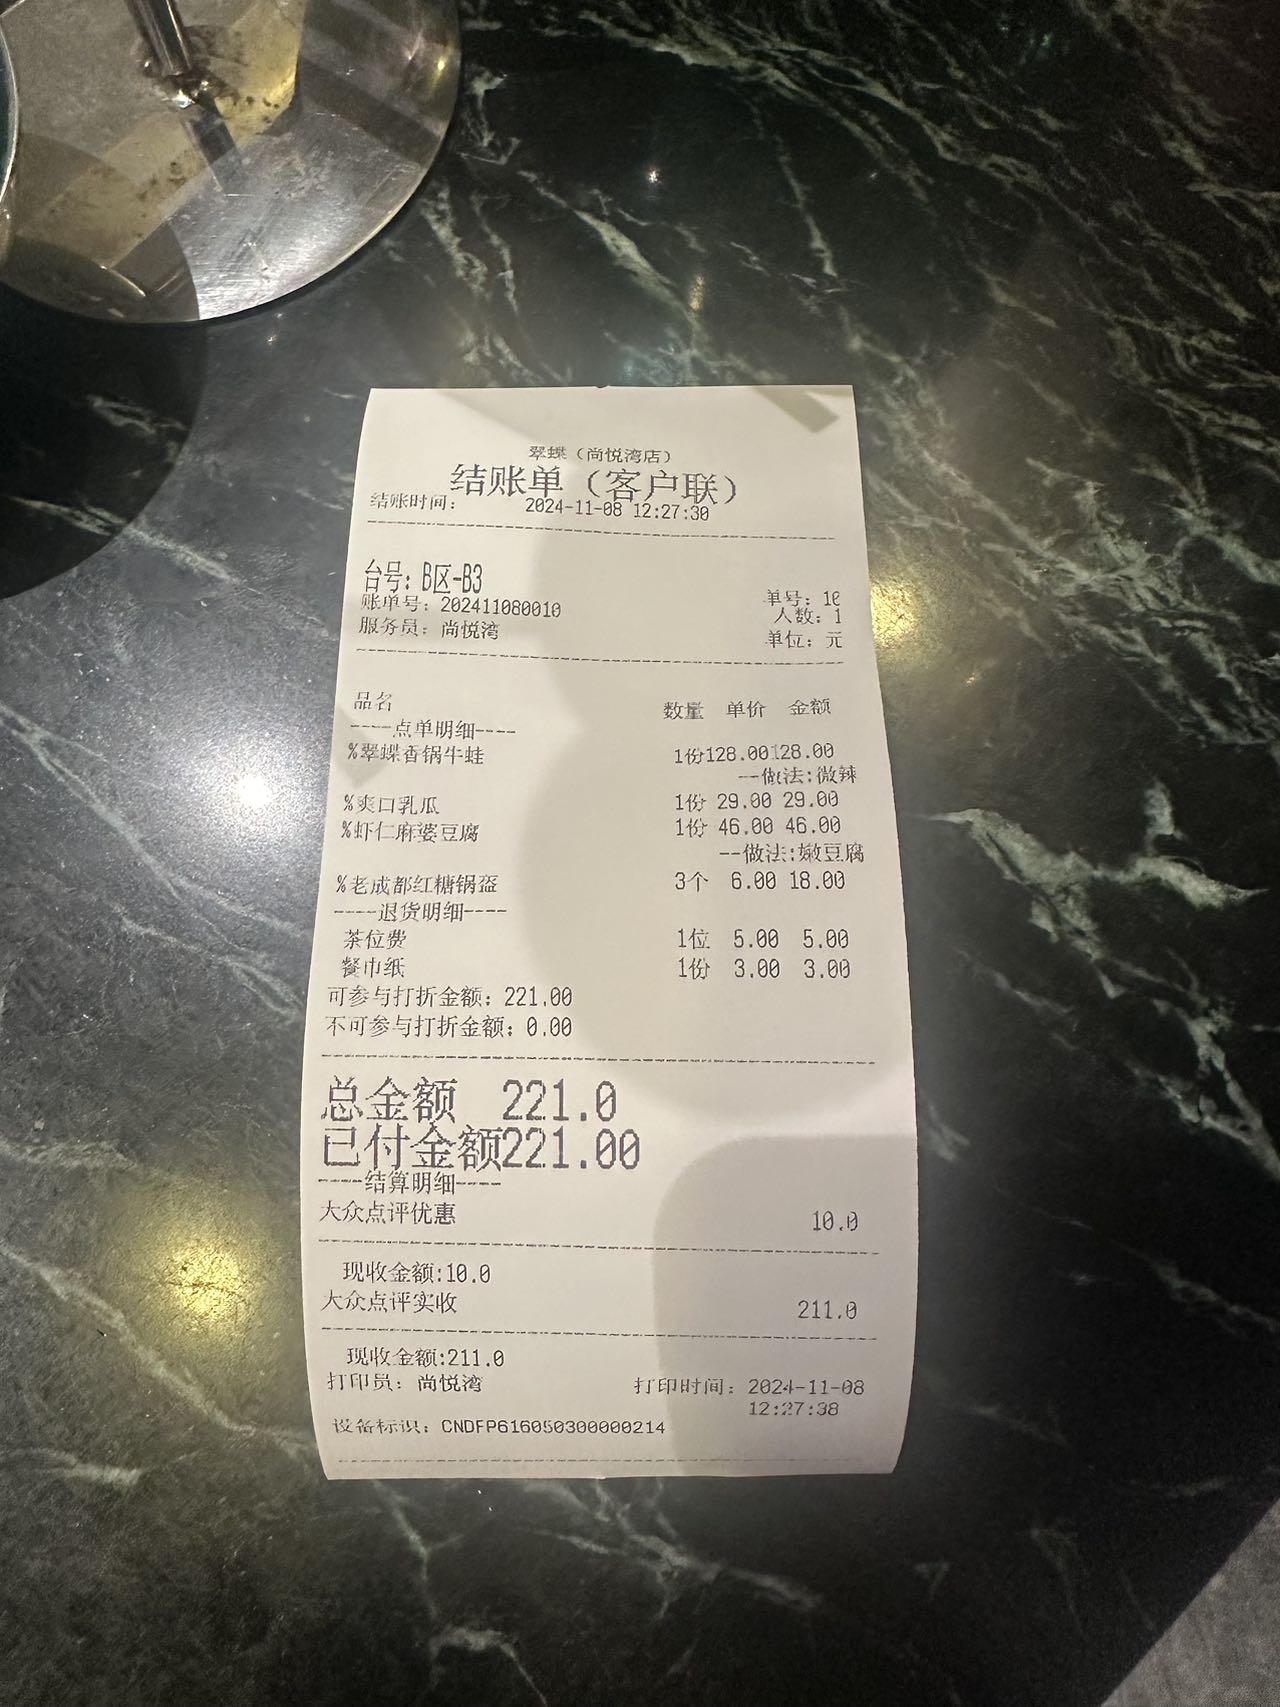 翠蝶（尚悦湾店）
结账单（客户联）
结账时间： 2024-11-08 12:27:30
台号：B区-B3
账单号：202411080010 单号：10
人数：1
服务员：尚悦湾 单位：元
品名 数量 单价 金额
----点单明细----
%翠蝶香锅牛蛙 1份128.00128.00
--做法:微辣
%爽口乳瓜 1份 29.00 29.00
%虾仁麻婆豆腐 1份 46.00 46.00
--做法:嫩豆腐
%老成都红糖锅盔 3个 6.00 18.00
----退货明细----
茶位费 1位 5.00 5.00
餐巾纸 1份 3.00 3.00
可参与打折金额：221.00
不可参与打折金额：0.00
总金额 221.0
已付金额221.00
----结算明细----
大众点评优惠 10.0
现收金额:10.0
大众点评实收 211.0
现收金额:211.0
打印员：尚悦湾 打印时间：2024-11-08
12:27:38
设备标识：CNDFP616050300000214